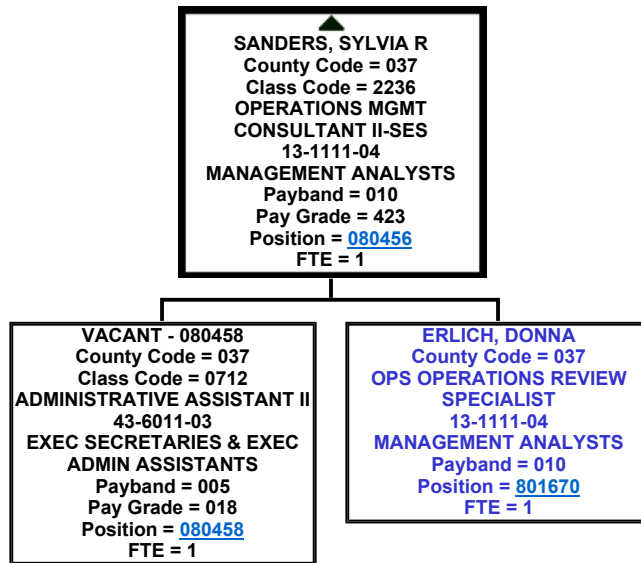 SANDERS, SYLVIA R
County Code = 037
Class Code = 2236
OPERATIONS MGMT
CONSULTANT II-SES
13-1111-04
MANAGEMENT ANALYSTS
Payband = 010
Pay Grade = 423
Position = 080456
FTE = 1
VACANT - 080458
County Code = 037
Class Code = 0712
ADMINISTRATIVE ASSISTANT II
43-6011-03
EXEC SECRETARIES & EXEC
ADMIN ASSISTANTS
Payband = 005
Pay Grade = 018
Position = 080458
FTE = 1
ERLICH, DONNA
County Code = 037
OPS OPERATIONS REVIEW
SPECIALIST
13-1111-04
MANAGEMENT ANALYSTS
Payband = 010
Position = 801670
FTE = 1